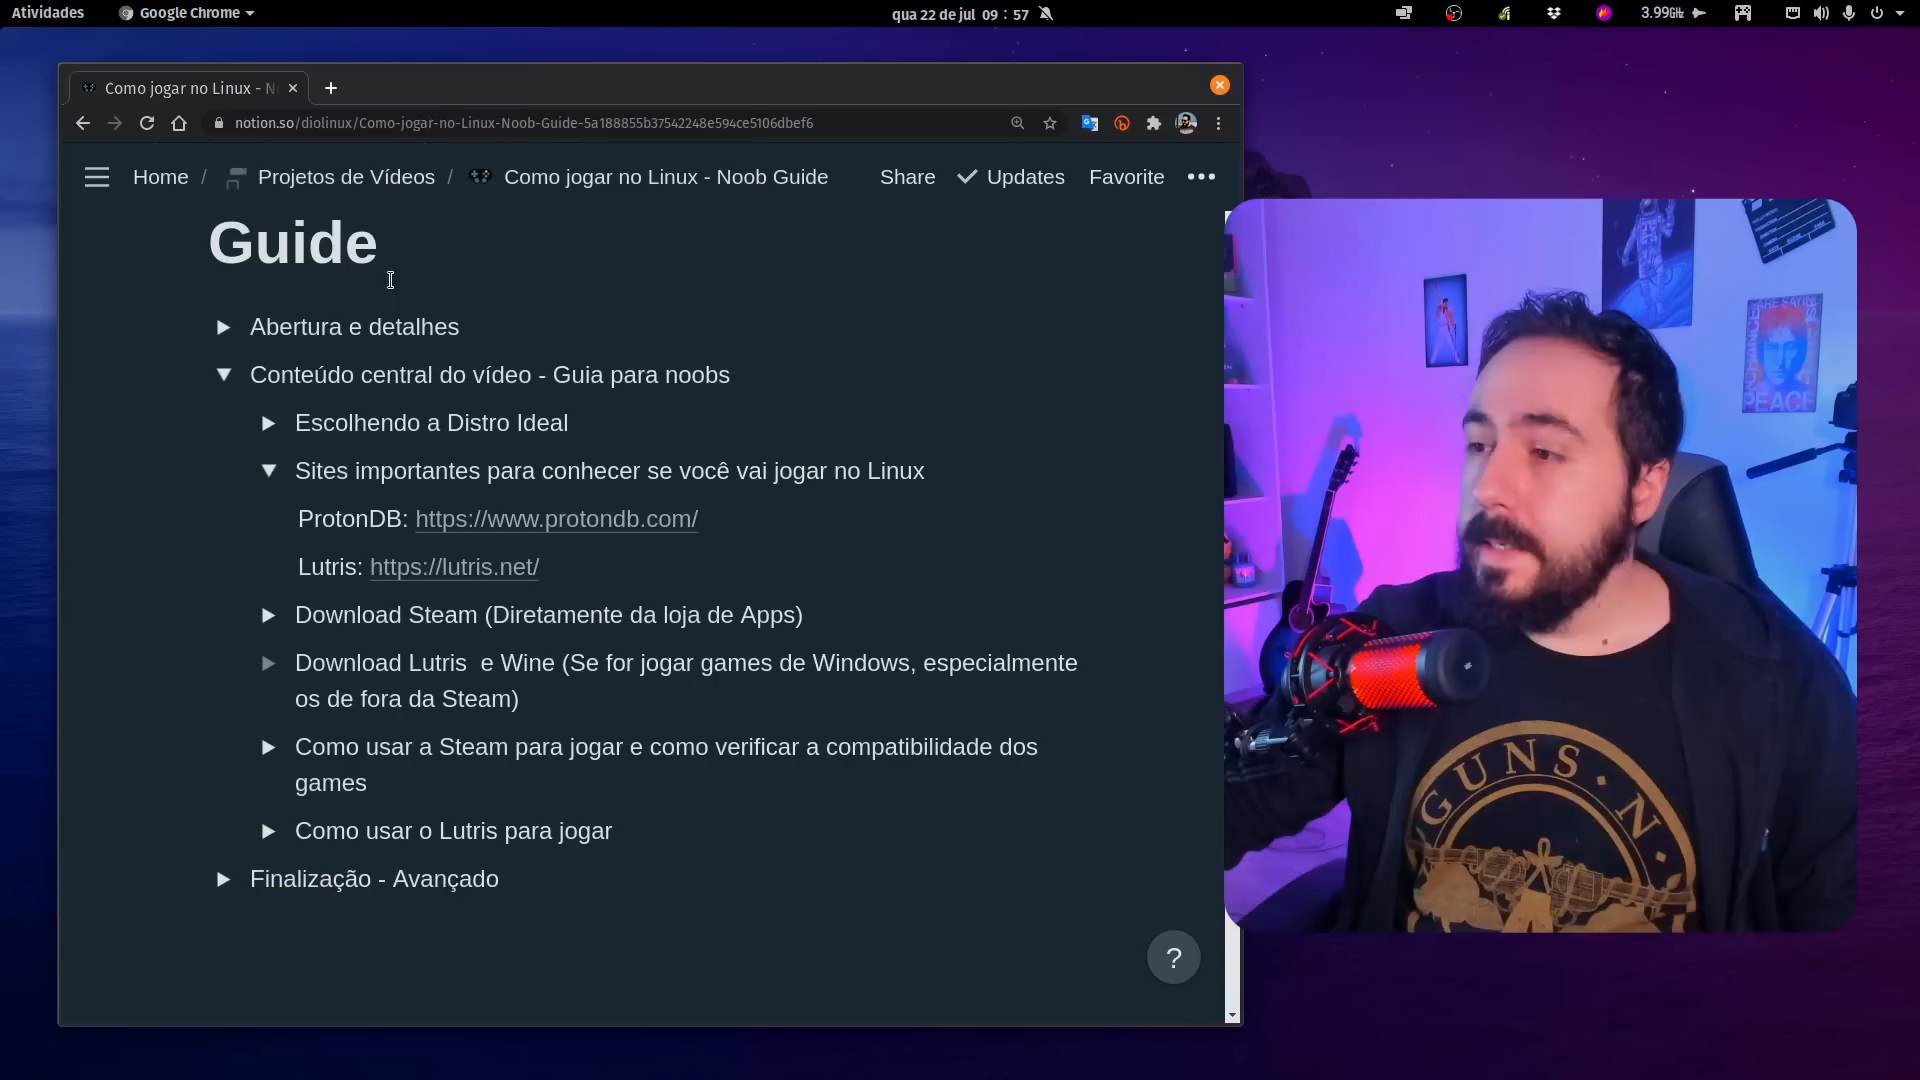 Atividades
Google Chrome
qua 22 de jul 09 : 57
3.99GHz
Como jogar no Linux - N
notion.so/diolinux/Como-jogar-no-Linux-Noob-Guide-5a188855b37542248e594ce5106dbef6
Home / Projetos de Vídeos / Como jogar no Linux - Noob Guide
Share Updates Favorite
Guide
Abertura e detalhes
Conteúdo central do vídeo - Guia para noobs
Escolhendo a Distro Ideal
Sites importantes para conhecer se você vai jogar no Linux
ProtonDB: https://www.protondb.com/
Lutris: https://lutris.net/
Download Steam (Diretamente da loja de Apps)
Download Lutris e Wine (Se for jogar games de Windows, especialmente
os de fora da Steam)
Como usar a Steam para jogar e como verificar a compatibilidade dos
games
Como usar o Lutris para jogar
Finalização - Avançado
?
PEACE
GUNS · N